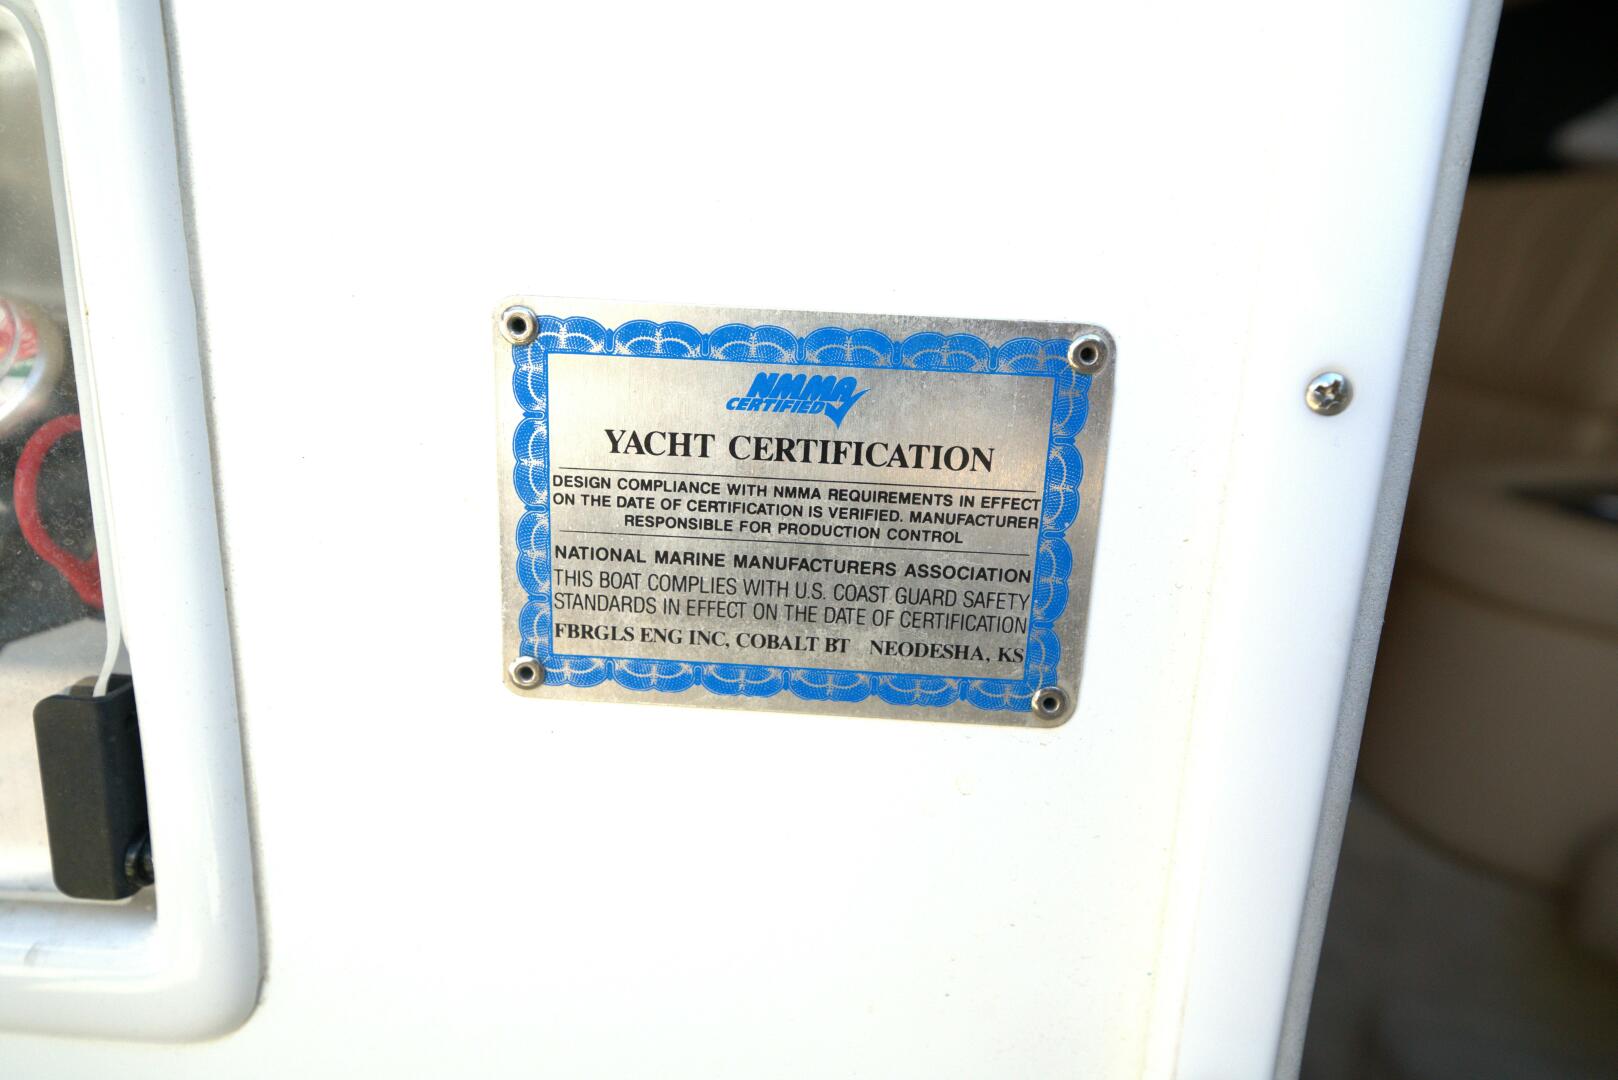 NMMA
CERTIFIED
YACHT CERTIFICATION
DESIGN COMPLIANCE WITH NMMA REQUIREMENTS IN EFFECT
ON THE DATE OF CERTIFICATION IS VERIFIED. MANUFACTURER
RESPONSIBLE FOR PRODUCTION CONTROL
NATIONAL MARINE MANUFACTURERS ASSOCIATION
THIS BOAT COMPLIES WITH U.S. COAST GUARD SAFETY
STANDARDS IN EFFECT ON THE DATE OF CERTIFICATION
FBRGLS ENG INC, COBALT BT NEODESHA, KS